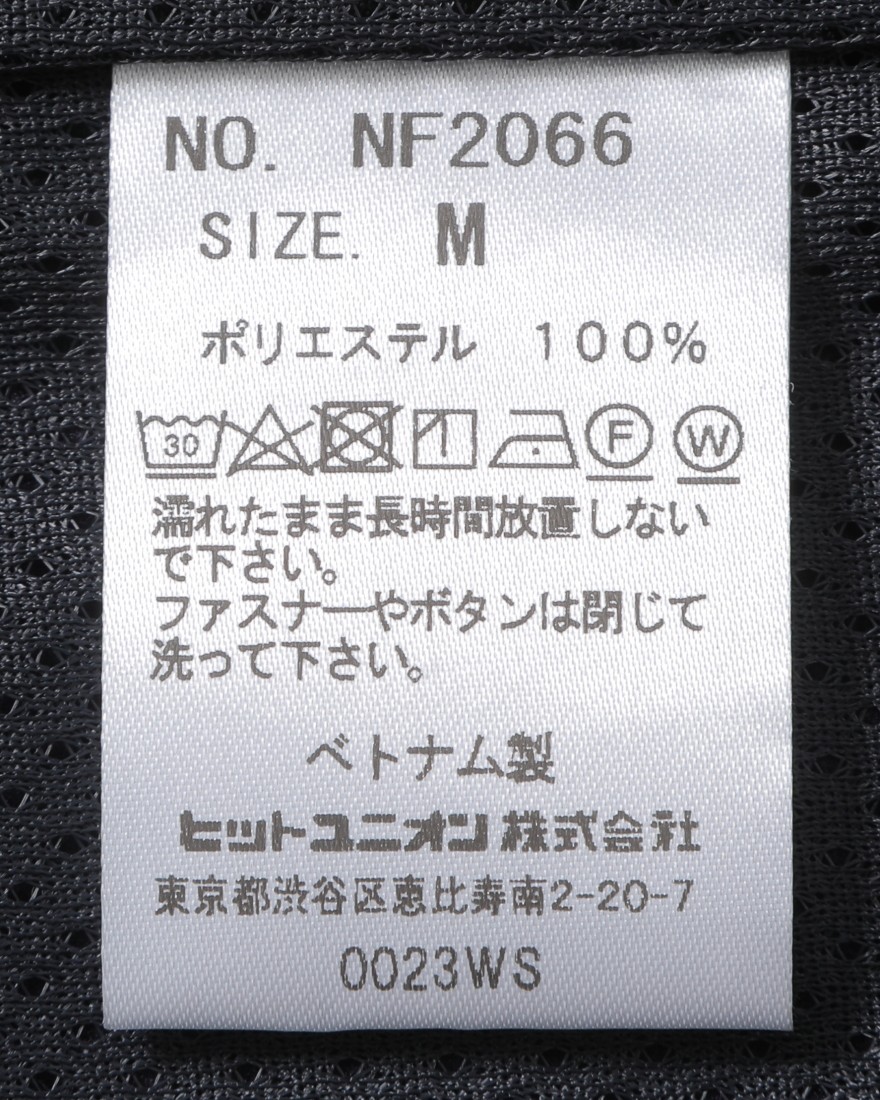 NO. NF2066
SIZE. M
ポリエステル 100%
30 F W
濡れたまま長時間放置しない
で下さい。
ファスナーやボタンは閉じて
洗って下さい。
ベトナム製
ヒットユニオン株式会社
東京都渋谷区恵比寿南2-20-7
0023WS